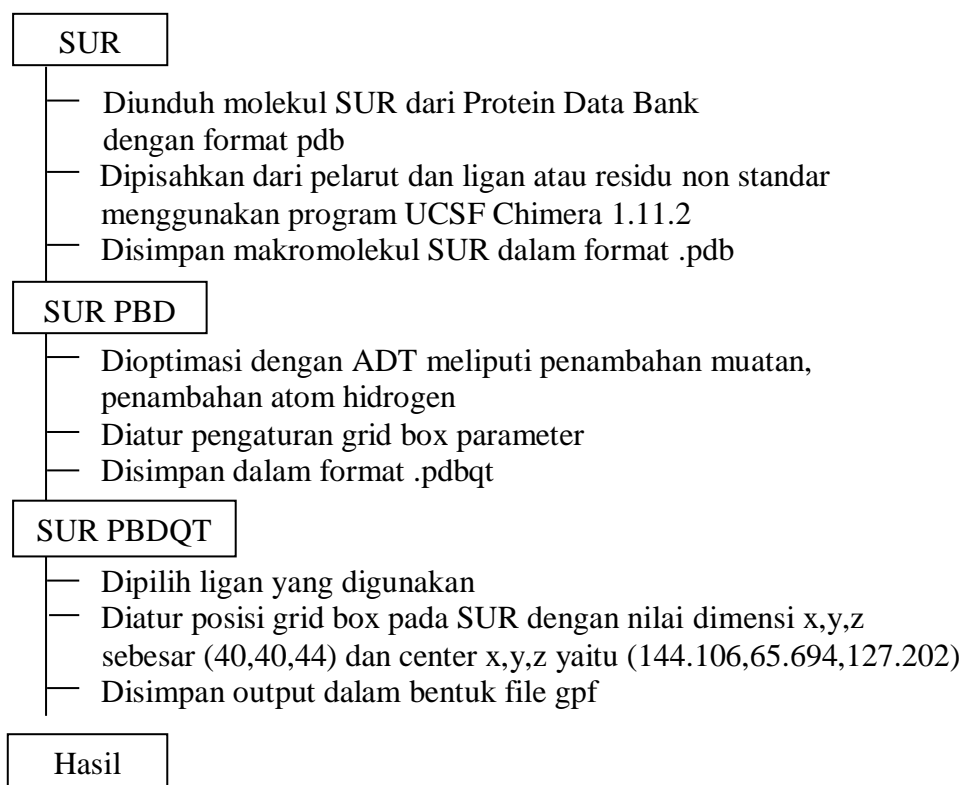 SUR
Diunduh molekul SUR dari Protein Data Bank
dengan format pdb
Dipisahkan dari pelarut dan ligan atau residu non standar
menggunakan program UCSF Chimera 1.11.2
Disimpan makromolekul SUR dalam format .pdb
SUR PBD
Dioptimasi dengan ADT meliputi penambahan muatan,
penambahan atom hidrogen
Diatur pengaturan grid box parameter
Disimpan dalam format .pdbqt
SUR PBDQT
Dipilih ligan yang digunakan
Diatur posisi grid box pada SUR dengan nilai dimensi x,y,z
sebesar (40,40,44) dan center x,y,z yaitu (144.106,65.694,127.202)
Disimpan output dalam bentuk file gpf
Hasil